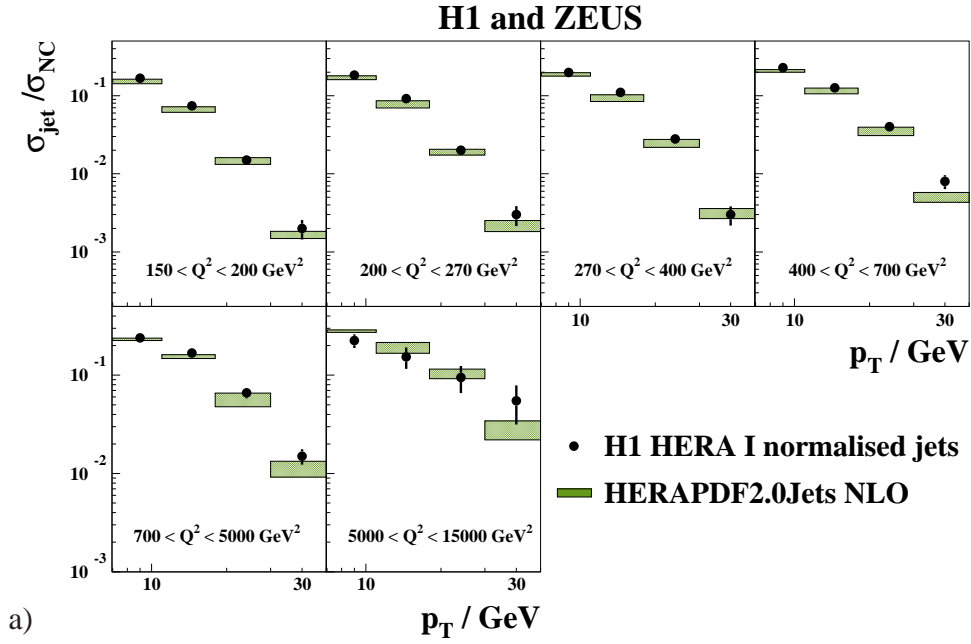 H1 and ZEUS
σjet /σNC
10 -1
10 -2
10 -3
150 < Q2 < 200 GeV2
200 < Q2 < 270 GeV2
270 < Q2 < 400 GeV2
400 < Q2 < 700 GeV2
10 30
10 30
pT / GeV
10 -1
10 -2
10 -3
700 < Q2 < 5000 GeV2
5000 < Q2 < 15000 GeV2
H1 HERA I normalised jets
HERAPDF2.0Jets NLO
10 30
10 30
pT / GeV
a)